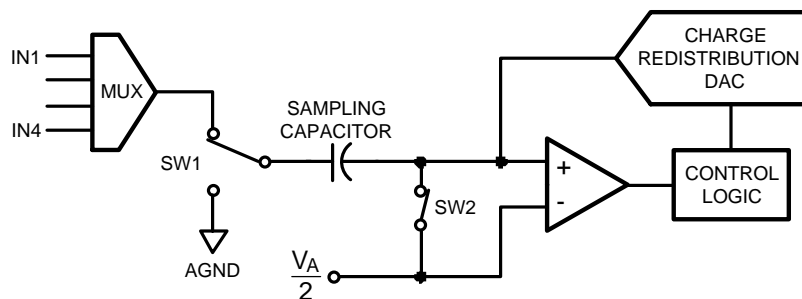 IN1
IN4
MUX
SW1
AGND
SAMPLING
CAPACITOR
SW2
VA
2
+
-
CHARGE
REDISTRIBUTION
DAC
CONTROL
LOGIC